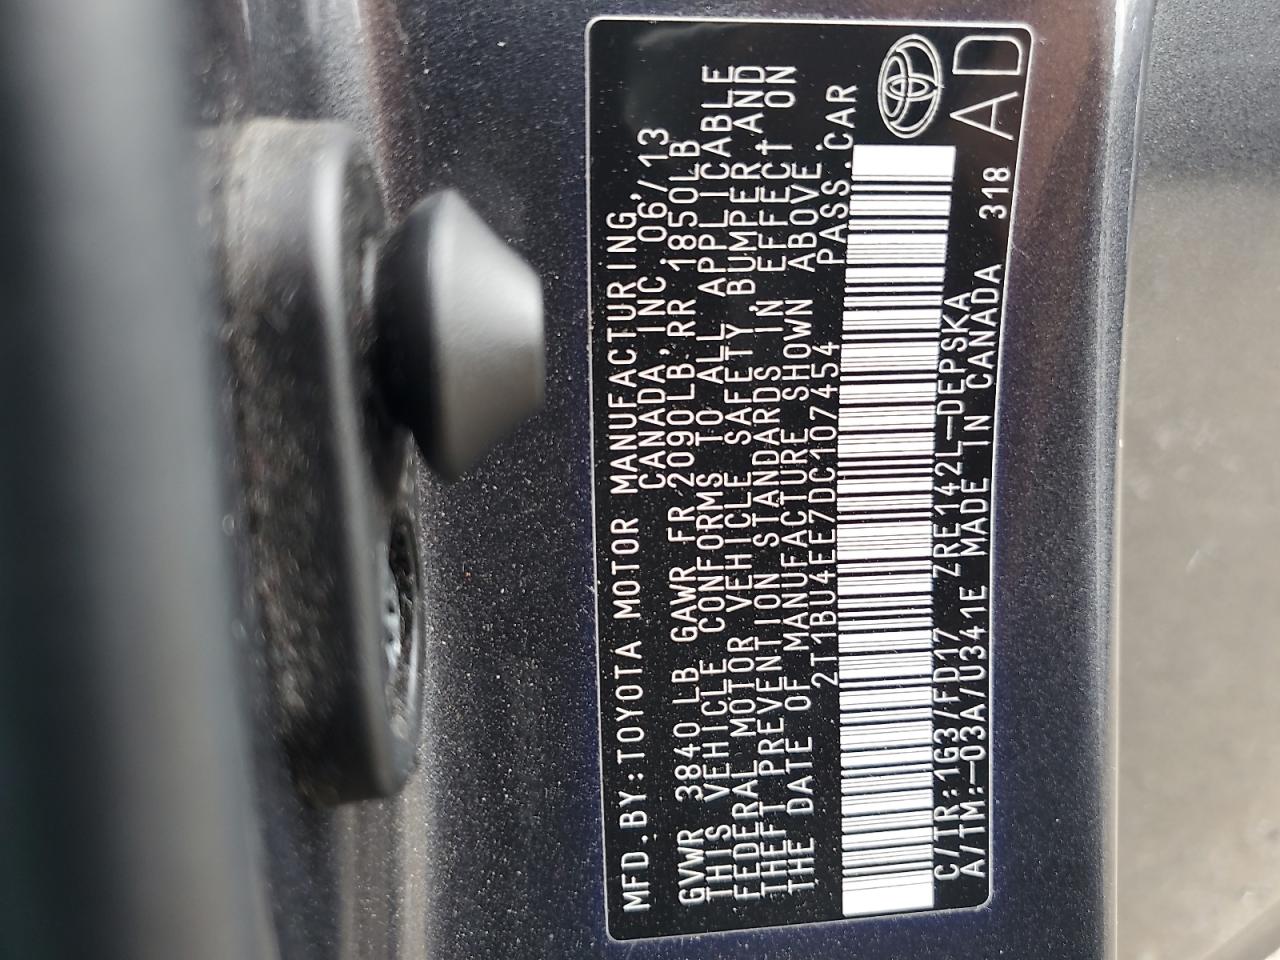 MFD.BY:TOYOTA MOTOR MANUFACTURING,
CANADA,INC. 06/13
GVWR 3840 LB GAWR FR 2090LB.RR 1850LB
THIS VEHICLE CONFORMS TO ALL APPLICABLE
FEDERAL MOTOR VEHICLE SAFETY, BUMPER, AND
THEFT PREVENTION STANDARDS IN EFFECT ON
THE DATE OF MANUFACTURE SHOWN ABOVE.
2T1BU4EE7DC107454 PASS.CAR
C/TR:1G3/FD17 ZRE142L-DEPSKA
A/TM:-03A/U341E MADE IN CANADA 318
AD